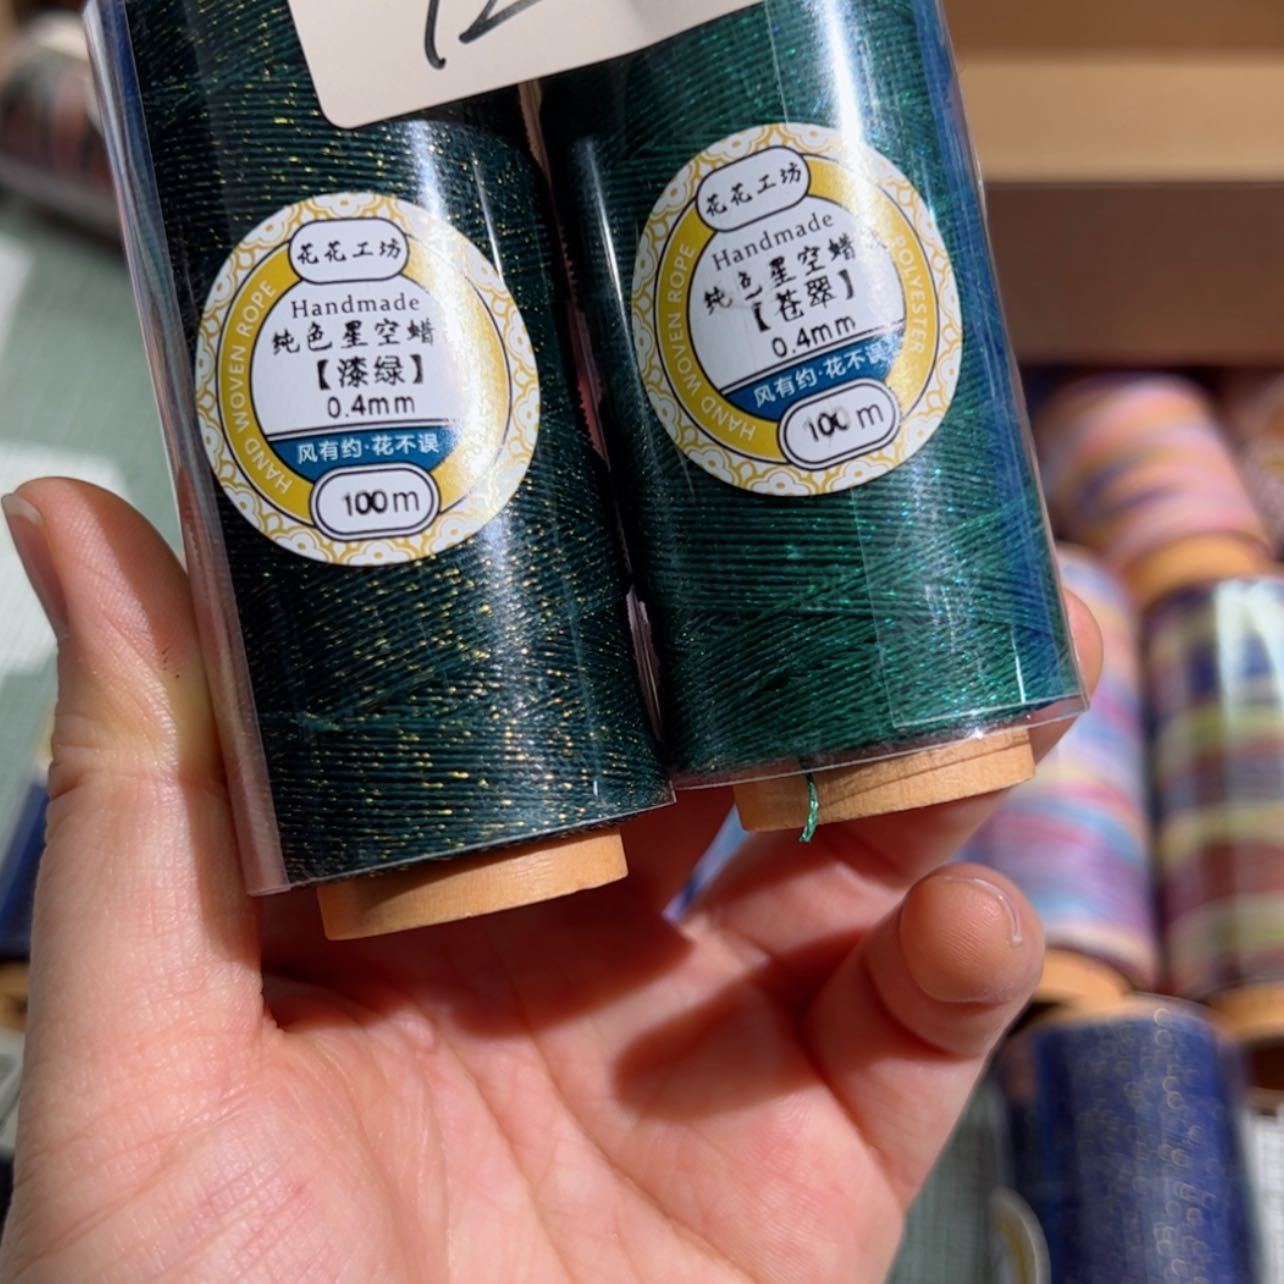 12
花花工坊
Handmade
纯色星空蜡
【漆绿】
0.4mm
风有约·花不误
100m
HAND WOVEN ROPE
花花工坊
Handmade
纯色星空蜡
【苍翠】
0.4mm
风有约·花不误
100m
HAND WOVEN ROPE
POLYESTER